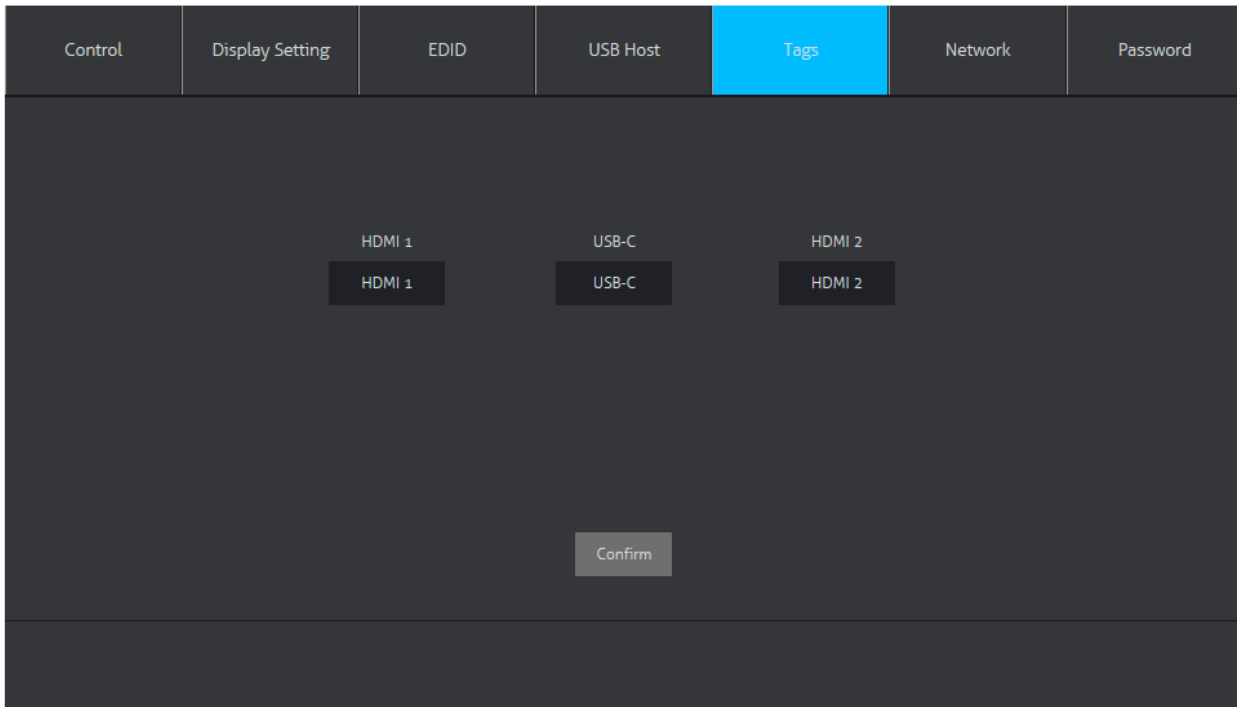 Control Display Setting EDID USB Host Tags Network Password
HDMI 1 USB-C HDMI 2
HDMI 1 USB-C HDMI 2
Confirm